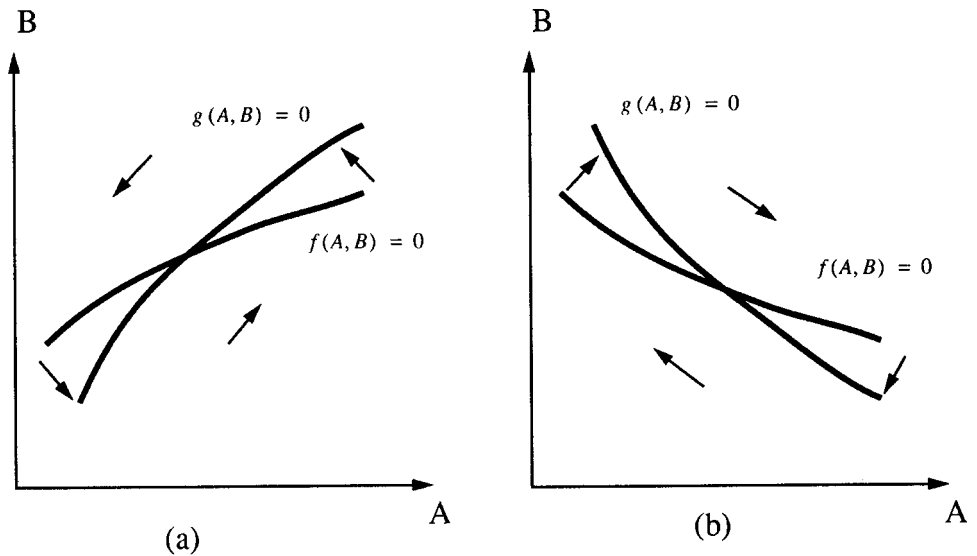 B
g (A, B) = 0
f (A, B) = 0
A
(a)
B
g (A, B) = 0
f (A, B) = 0
A
(b)